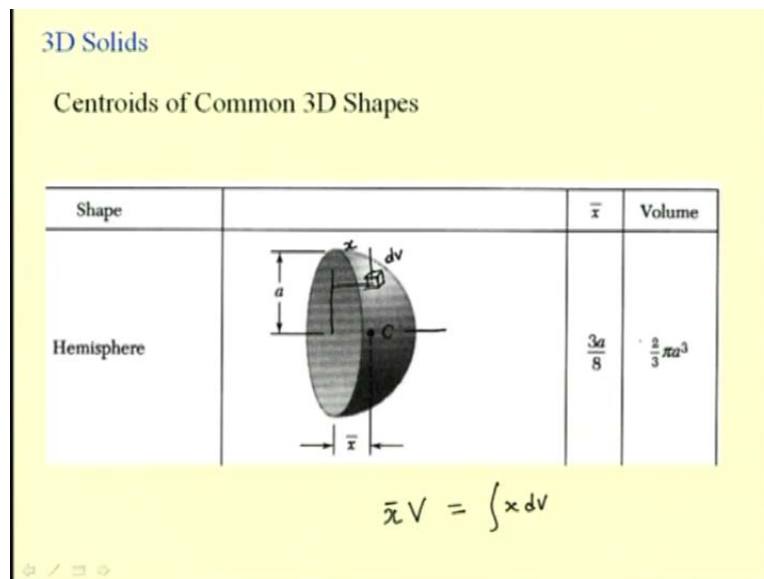 3D Solids
Centroids of Common 3D Shapes
Shape x̄ Volume
x dv
a
C
Hemisphere 3a/8 2/3 πa³
x̄
x̄ V = ∫x dv